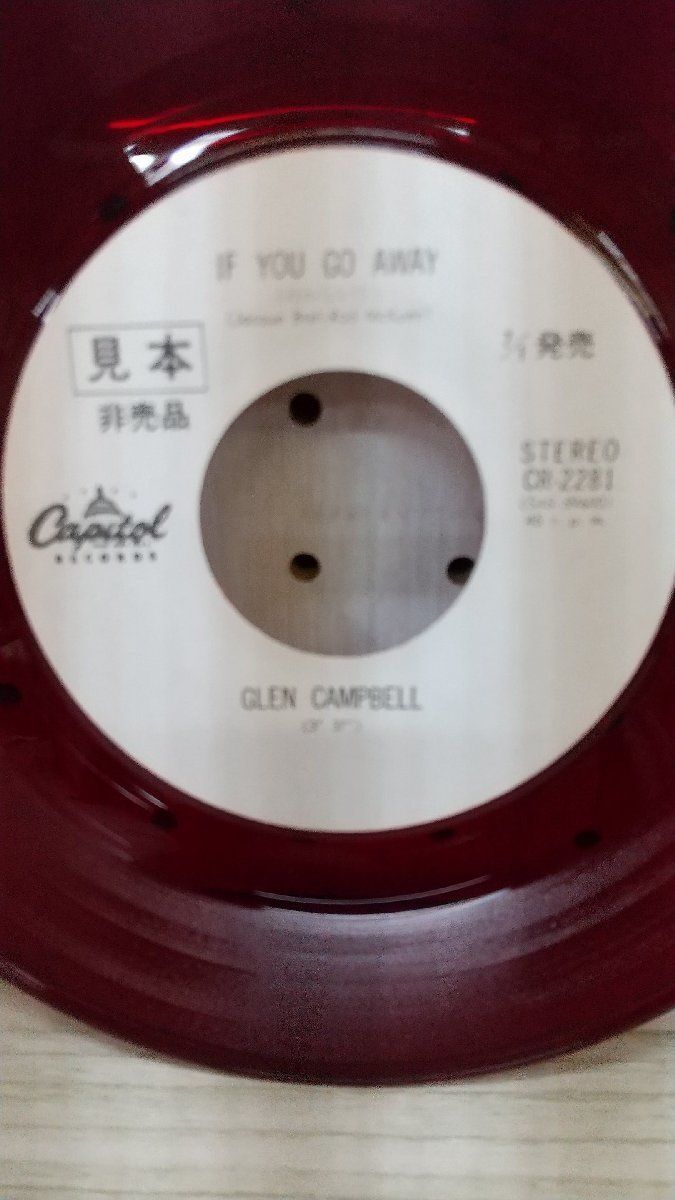 IF YOU GO AWAY
見本
非売品
発売
STEREO
CR-2281
Capitol
RECORDS
GLEN CAMPBELL